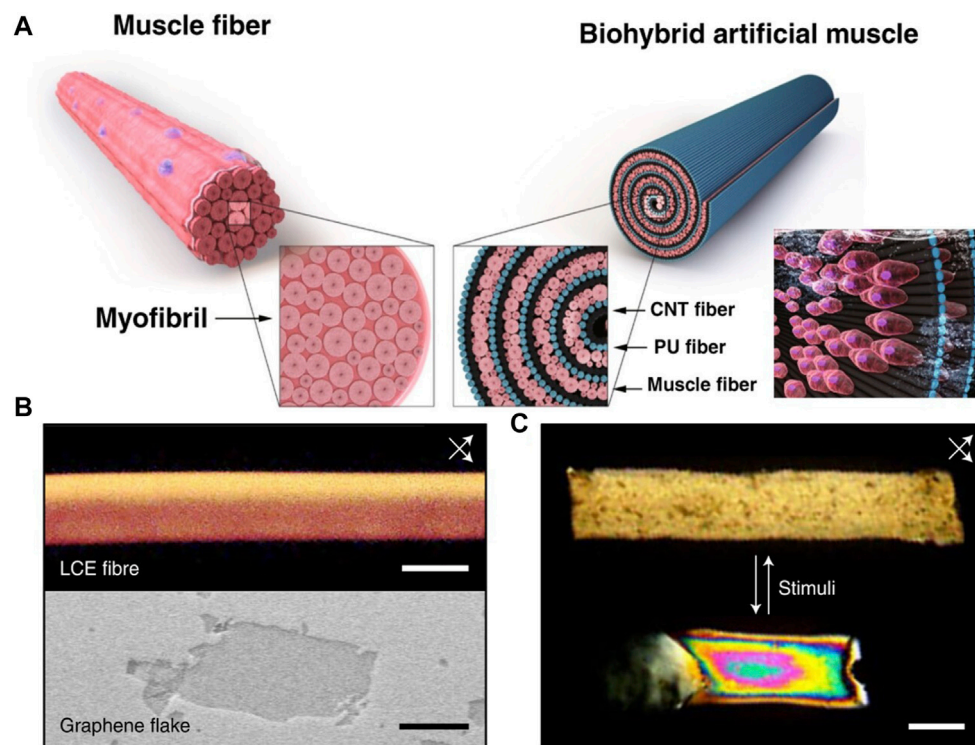 A
Muscle fiber
Biohybrid artificial muscle
Myofibril
CNT fiber
PU fiber
Muscle fiber
B
LCE fibre
Graphene flake
C
Stimuli